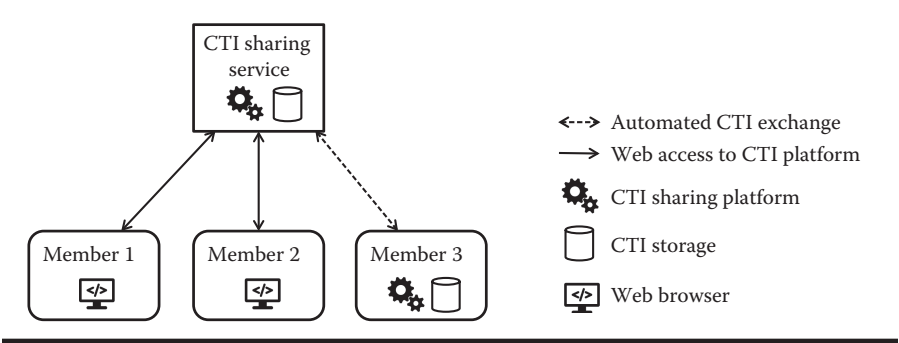 CTI sharing
service
Member 1
</>
Member 2
</>
Member 3
Automated CTI exchange
Web access to CTI platform
CTI sharing platform
CTI storage
</> Web browser